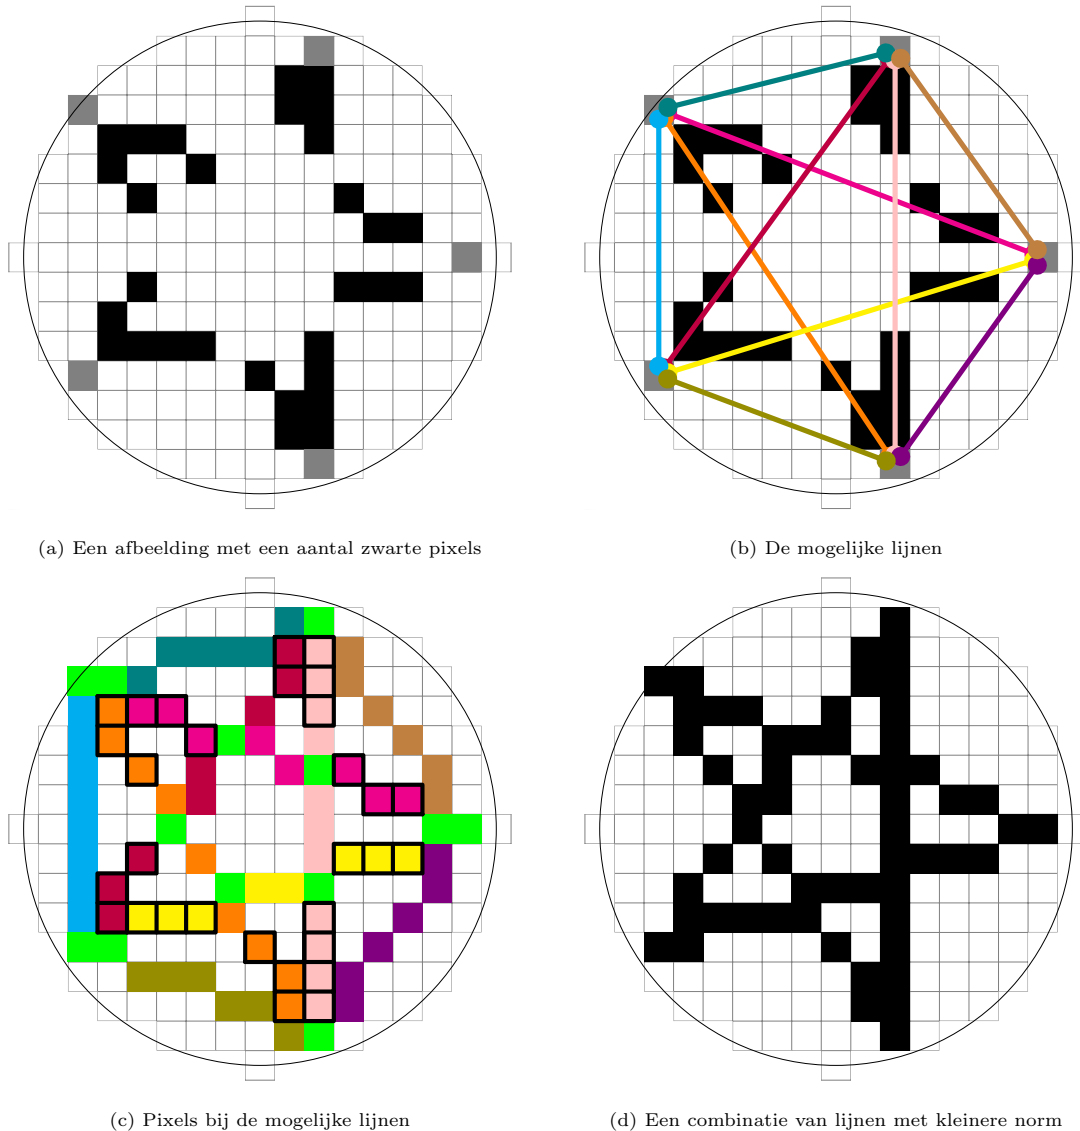 (a) Een afbeelding met een aantal zwarte pixels
(b) De mogelijke lijnen
(c) Pixels bij de mogelijke lijnen
(d) Een combinatie van lijnen met kleinere norm